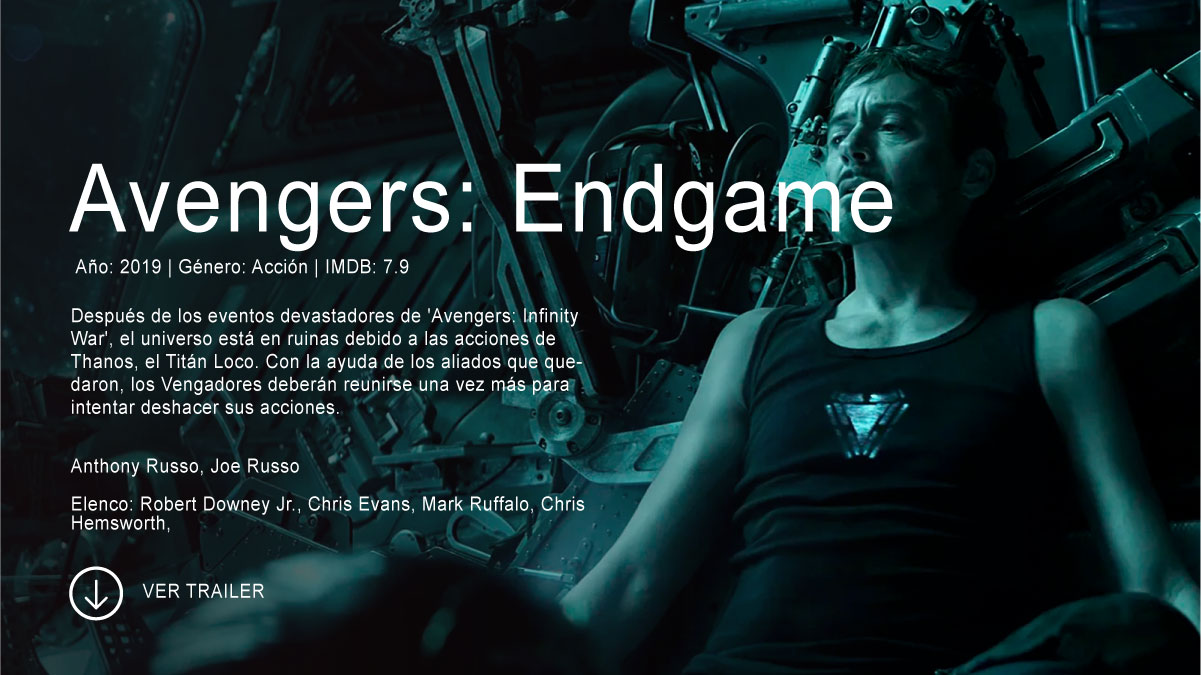 Avengers: Endgame
Año: 2019 | Género: Acción | IMDB: 7.9
Después de los eventos devastadores de 'Avengers: Infinity
War', el universo está en ruinas debido a las acciones de
Thanos, el Titán Loco. Con la ayuda de los aliados que que-
daron, los Vengadores deberán reunirse una vez más para
intentar deshacer sus acciones.
Anthony Russo, Joe Russo
Elenco: Robert Downey Jr., Chris Evans, Mark Ruffalo, Chris
Hemsworth,
VER TRAILER